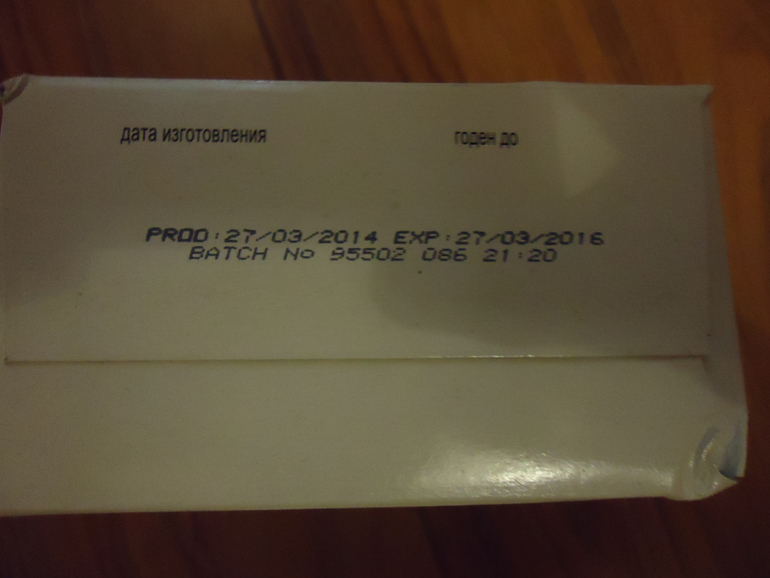 дата изготовления годен до
PROD:27/03/2014 EXP:27/03/2016
BATCH No 95502 086 21:20